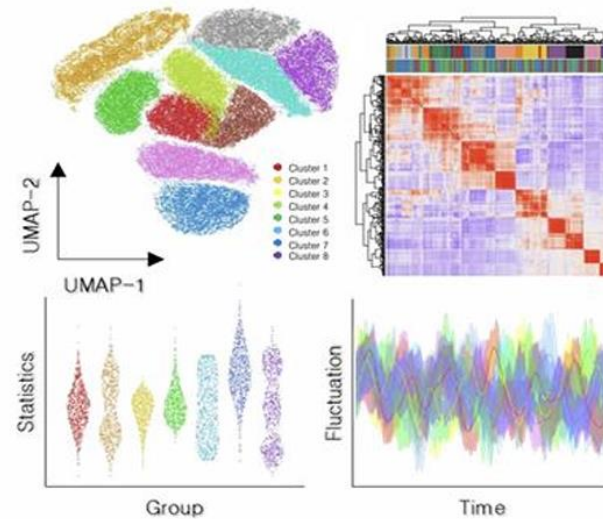 UMAP-2
UMAP-1
Cluster 1
Cluster 2
Cluster 3
Cluster 4
Cluster 5
Cluster 6
Cluster 7
Cluster 8
Statistics
Group
Fluctuation
Time